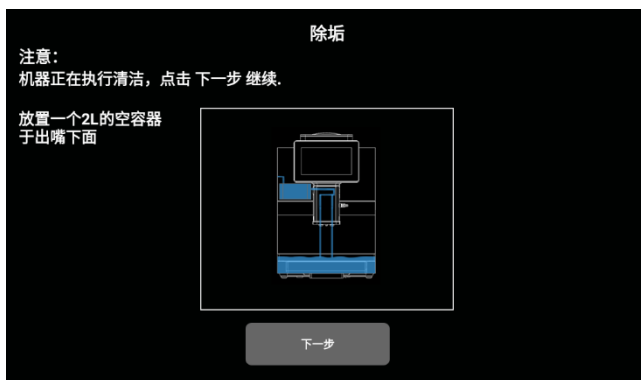 除垢
注意：
机器正在执行清洁，点击 下一步 继续.
放置一个2L的空容器
于出嘴下面
下一步